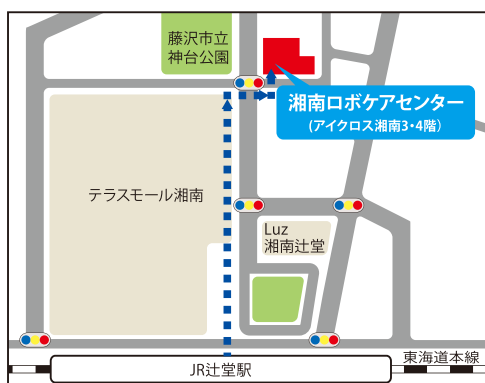 藤沢市立
神台公園
湘南ロボケアセンター
(アイクロス湘南3・4階)
テラスモール湘南
Luz
湘南辻堂
東海道本線
JR辻堂駅